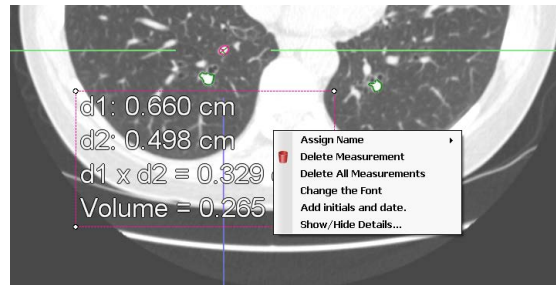 d1: 0.660 cm
d2: 0.498 cm
d1 x d2 = 0.329
Volume = 0.265
Assign Name
Delete Measurement
Delete All Measurements
Change the Font
Add initials and date.
Show/Hide Details...